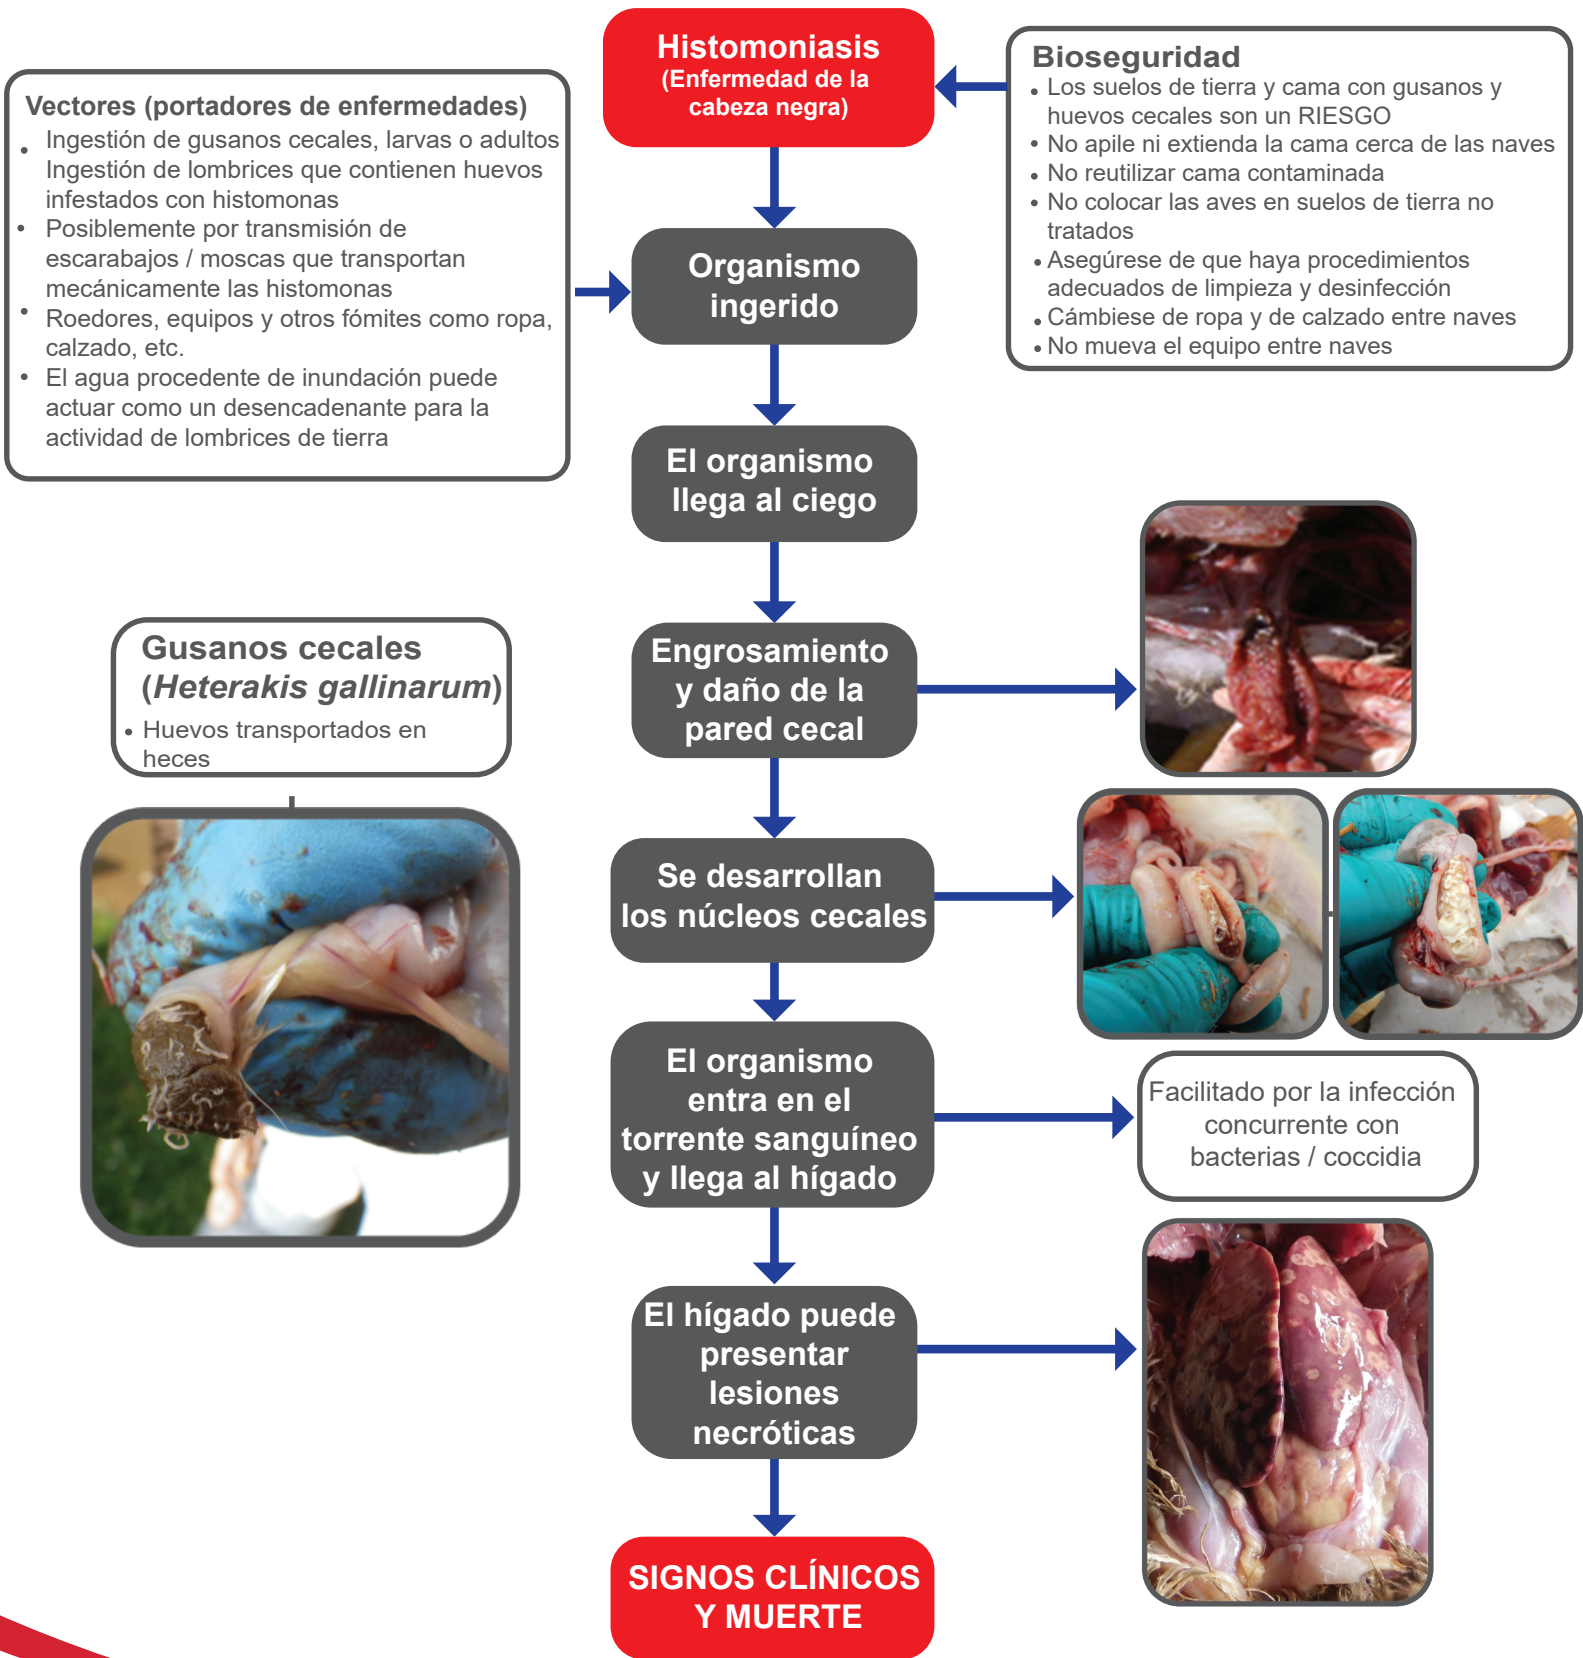 Histomoniasis
(Enfermedad de la
cabeza negra)
Vectores (portadores de enfermedades)
• Ingestión de gusanos cecales, larvas o adultos
Ingestión de lombrices que contienen huevos
infestados con histomonas
• Posiblemente por transmisión de
escarabajos / moscas que transportan
mecánicamente las histomonas
• Roedores, equipos y otros fómites como ropa,
calzado, etc.
• El agua procedente de inundación puede
actuar como un desencadenante para la
actividad de lombrices de tierra
Bioseguridad
• Los suelos de tierra y cama con gusanos y
huevos cecales son un RIESGO
• No apile ni extienda la cama cerca de las naves
• No reutilizar cama contaminada
• No colocar las aves en suelos de tierra no
tratados
• Asegúrese de que haya procedimientos
adecuados de limpieza y desinfección
• Cámbiese de ropa y de calzado entre naves
• No mueva el equipo entre naves
Organismo
ingerido
El organismo
llega al ciego
Gusanos cecales
(Heterakis gallinarum)
• Huevos transportados en
heces
Engrosamiento
y daño de la
pared cecal
Se desarrollan
los núcleos cecales
El organismo
entra en el
torrente sanguíneo
y llega al hígado
Facilitado por la infección
concurrente con
bacterias / coccidia
El hígado puede
presentar
lesiones
necróticas
SIGNOS CLÍNICOS
Y MUERTE